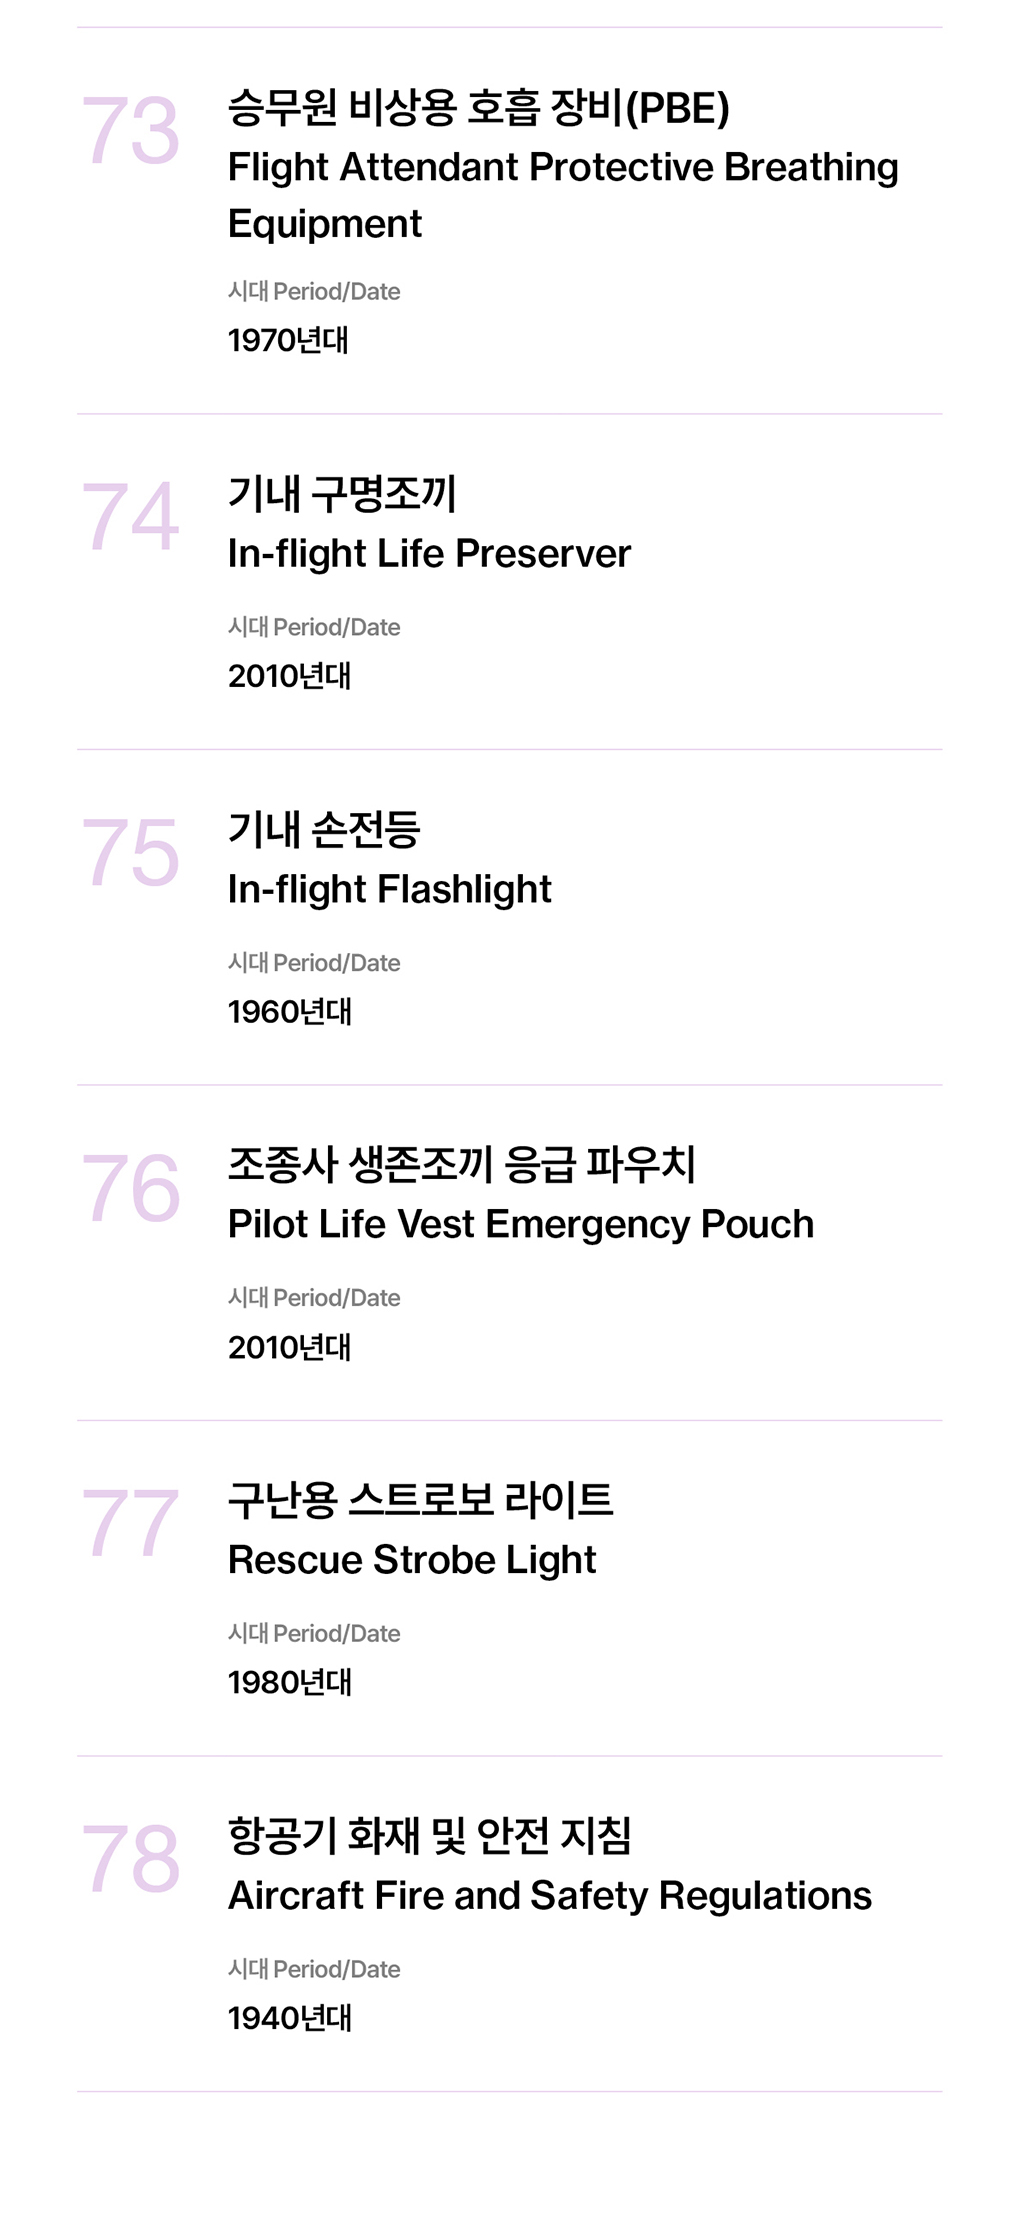 73
승무원 비상용 호흡 장비(PBE)
Flight Attendant Protective Breathing
Equipment
시대 Period/Date
1970년대
74
기내 구명조끼
In-flight Life Preserver
시대 Period/Date
2010년대
75
기내 손전등
In-flight Flashlight
시대 Period/Date
1960년대
76
조종사 생존조끼 응급 파우치
Pilot Life Vest Emergency Pouch
시대 Period/Date
2010년대
77
구난용 스트로보 라이트
Rescue Strobe Light
시대 Period/Date
1980년대
78
항공기 화재 및 안전 지침
Aircraft Fire and Safety Regulations
시대 Period/Date
1940년대